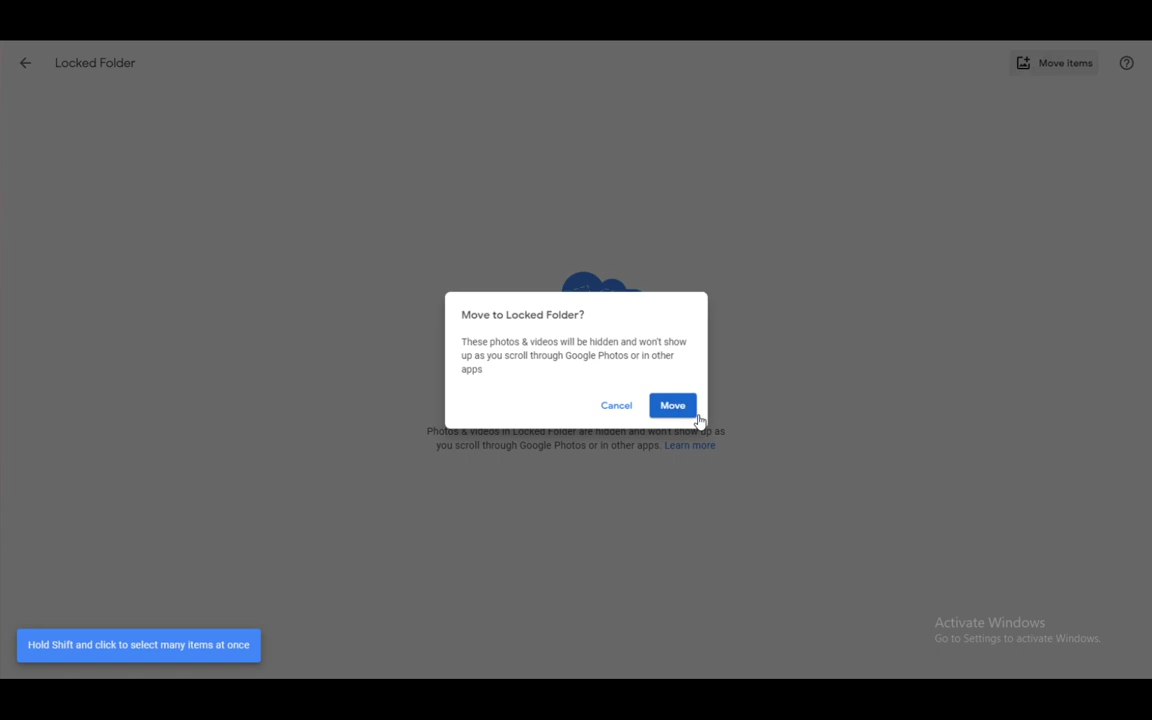 Locked Folder
Move items
Move to Locked Folder?
These photos & videos will be hidden and won't show
up as you scroll through Google Photos or in other
apps
Cancel
Move
Photos & videos in Locked Folder are hidden and won't show up as
you scroll through Google Photos or in other apps. Learn more
Activate Windows
Go to Settings to activate Windows.
Hold Shift and click to select many items at once